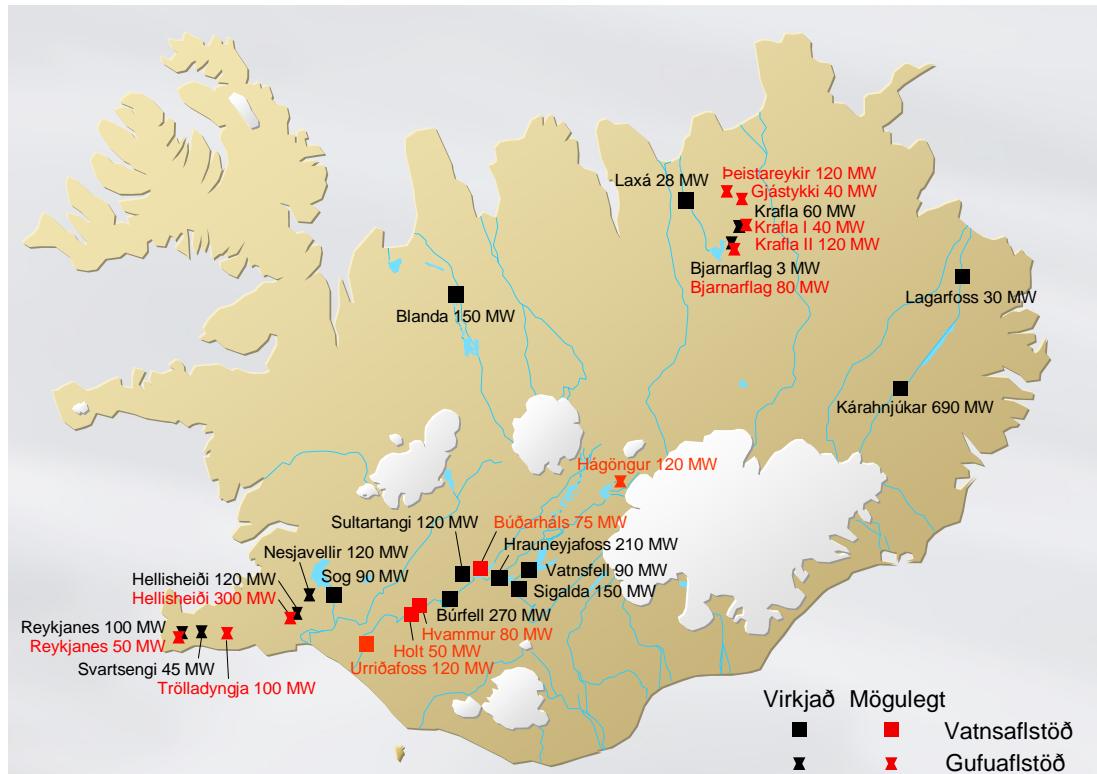 Laxá 28 MW
Þeistareykir 120 MW
Gjástykki 40 MW
Krafla 60 MW
Krafla I 40 MW
Krafla II 120 MW
Bjarnarflag 3 MW
Bjarnarflag 80 MW
Lagarfoss 30 MW
Blanda 150 MW
Kárahnjúkar 690 MW
Hágöngur 120 MW
Sultartangi 120 MW
Búðarháls 75 MW
Hrauneyjafoss 210 MW
Nesjavellir 120 MW
Vatnsfell 90 MW
Sog 90 MW
Hellisheiði 120 MW
Sigalda 150 MW
Hellisheiði 300 MW
Búrfell 270 MW
Reykjanes 100 MW
Hvammur 80 MW
Reykjanes 50 MW
Holt 50 MW
Svartsengi 45 MW
Urriðafoss 120 MW
Trölladyngja 100 MW
Virkjað Mögulegt
Vatnsaflstöð
Gufuaflstöð